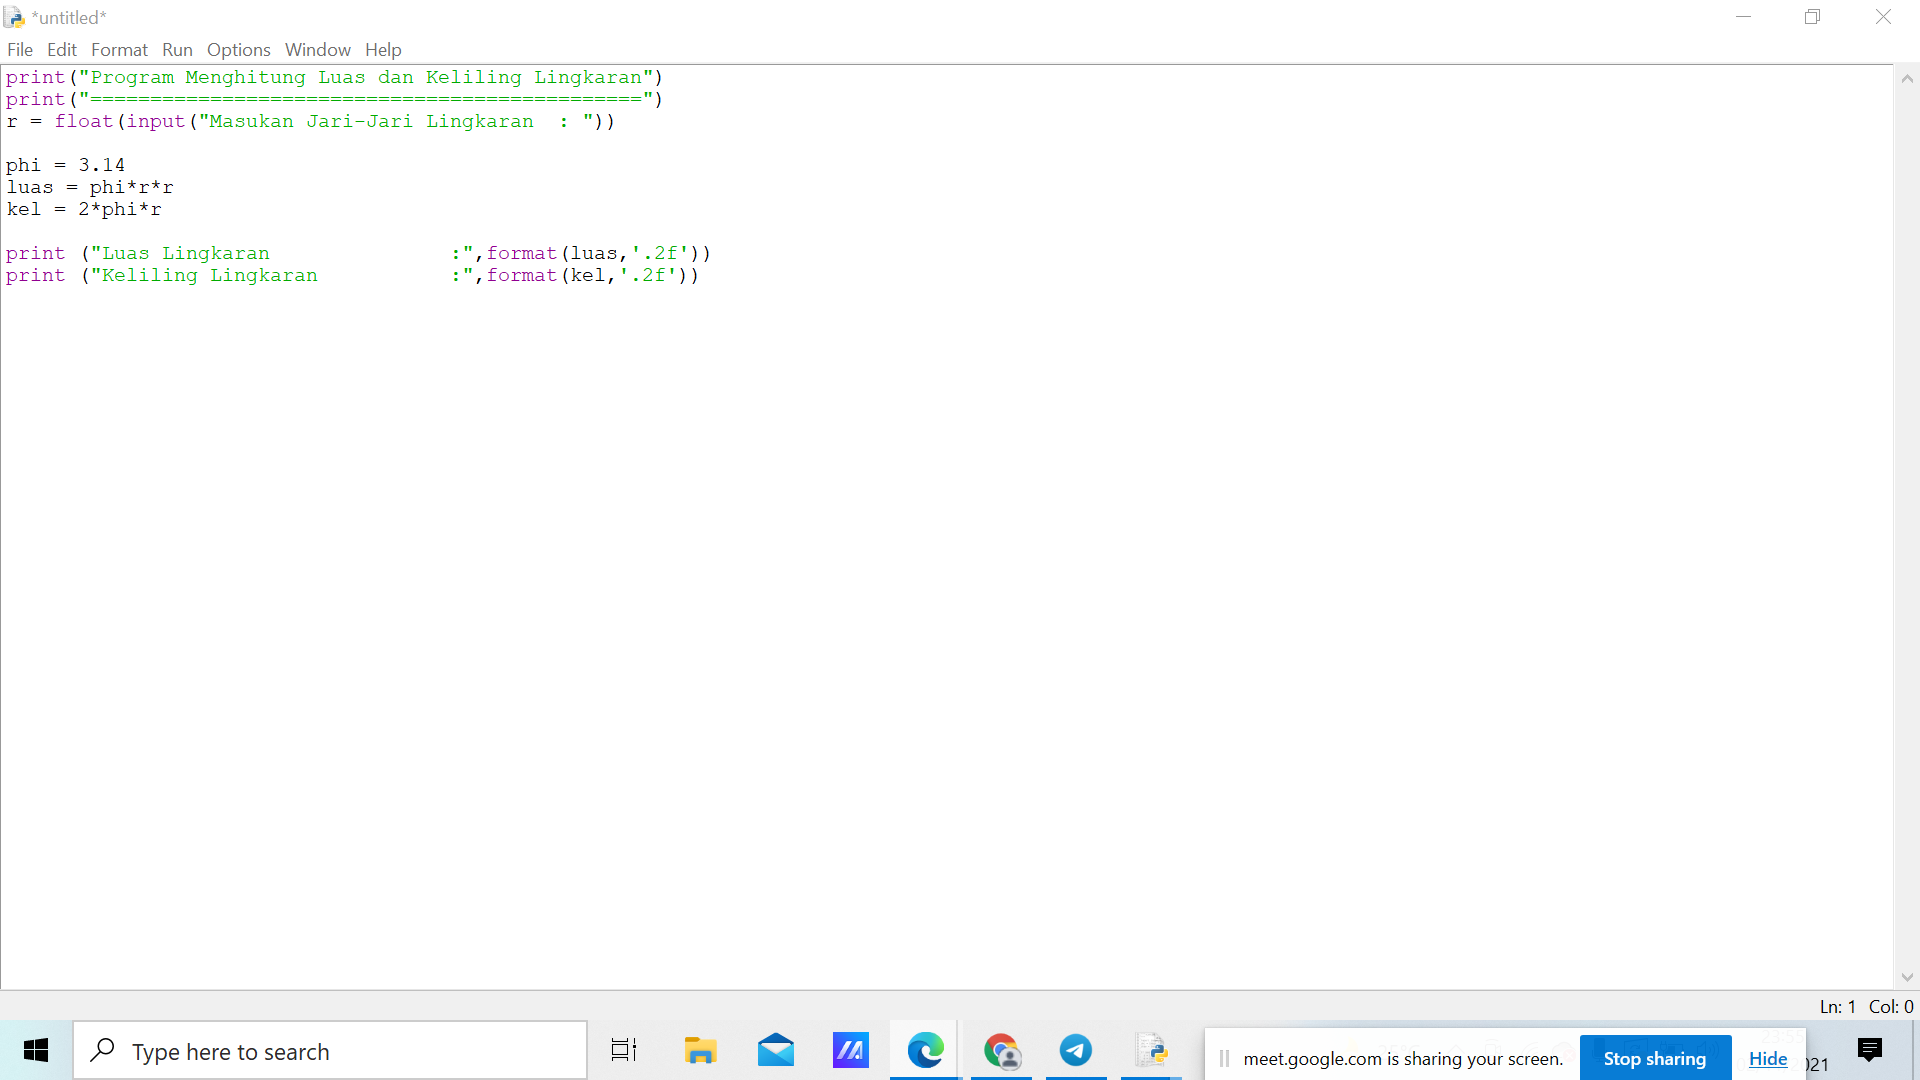 *untitled*
File Edit Format Run Options Window Help
print("Program Menghitung Luas dan Keliling Lingkaran")
print("==============================================")
r = float(input("Masukan Jari-Jari Lingkaran  : "))
phi = 3.14
luas = phi*r*r
kel = 2*phi*r
print ("Luas Lingkaran               :",format(luas,'.2f'))
print ("Keliling Lingkaran           :",format(kel,'.2f'))
Ln: 1 Col: 0
Type here to search
meet.google.com is sharing your screen. Stop sharing Hide